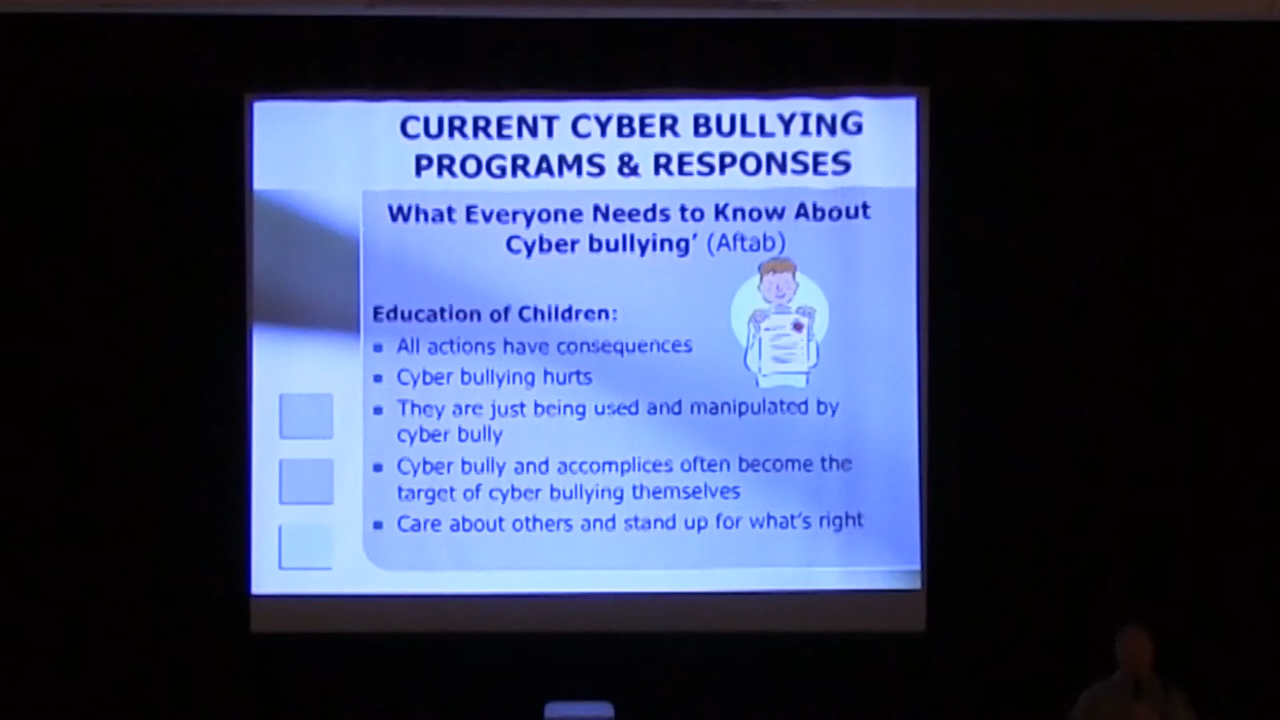 CURRENT CYBER BULLYING
PROGRAMS & RESPONSES
What Everyone Needs to Know About
Cyber bullying’ (Aftab)
Education of Children:
All actions have consequences
Cyber bullying hurts
They are just being used and manipulated by
cyber bully
Cyber bully and accomplices often become the
target of cyber bullying themselves
Care about others and stand up for what's right